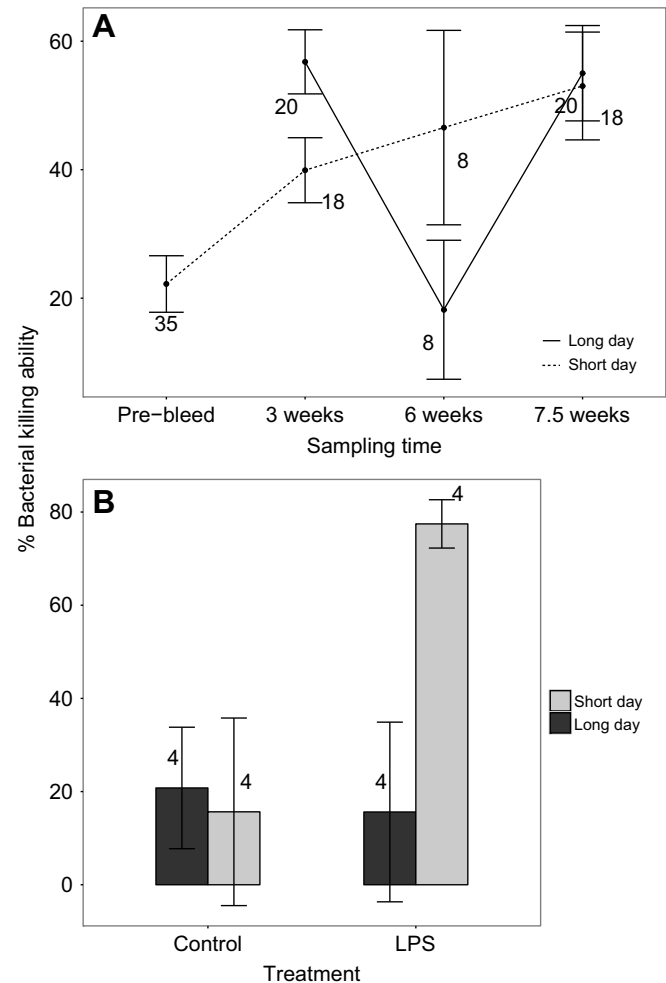 A
60
40
20
20
18
35
8
8
20
18
Long day
Short day
Pre−bleed 3 weeks 6 weeks 7.5 weeks
Sampling time
% Bacterial killing ability
B
80
60
40
20
0
4
4
4
4
Short day
Long day
Control LPS
Treatment